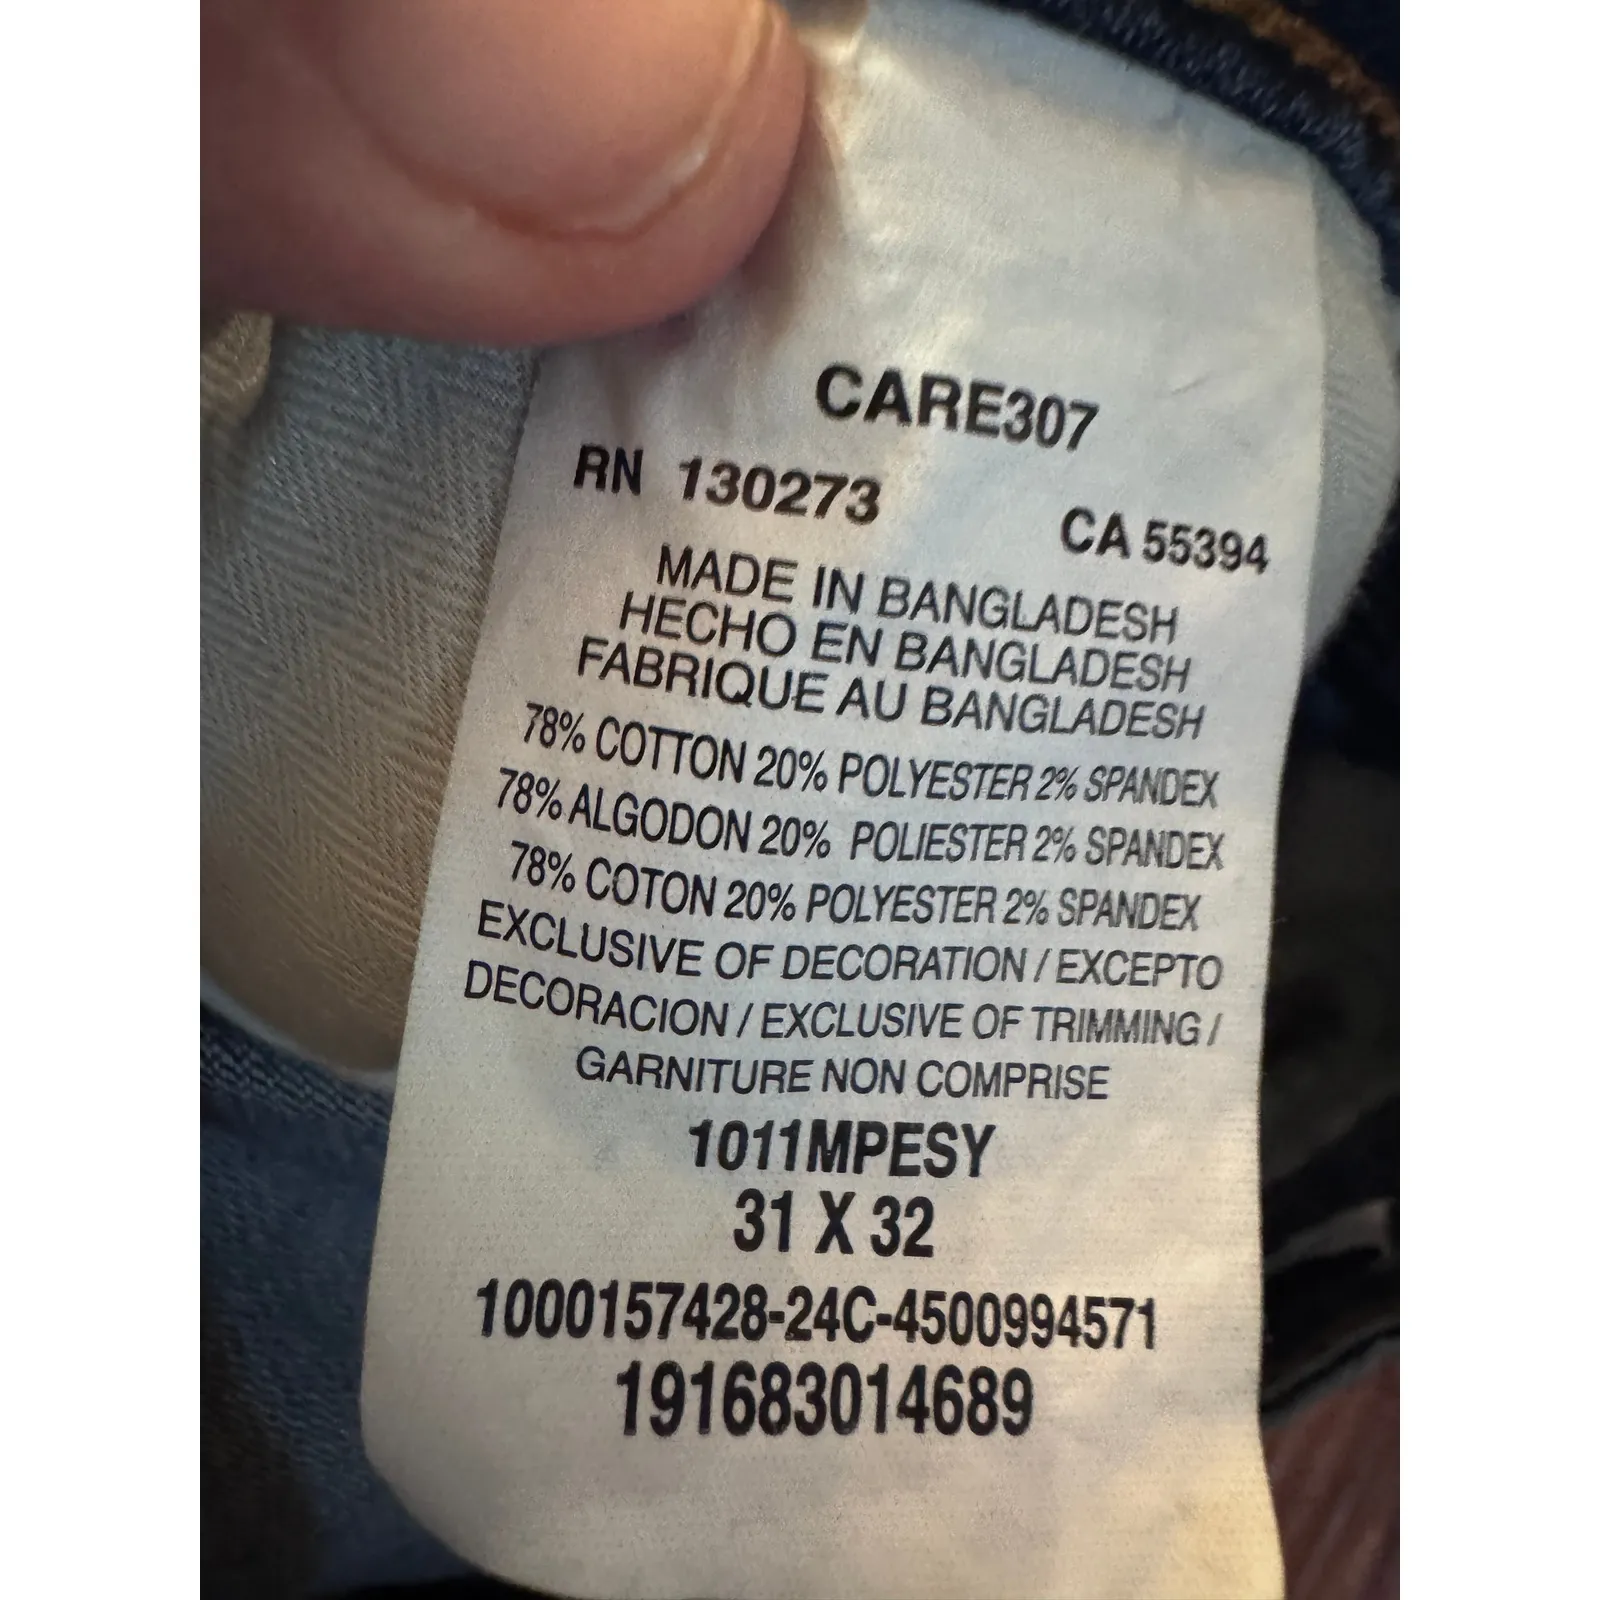 CARE307
RN 130273
CA 55394
MADE IN BANGLADESH
HECHO EN BANGLADESH
FABRIQUE AU BANGLADESH
78% COTTON 20% POLYESTER 2% SPANDEX
78% ALGODON 20% POLIESTER 2% SPANDEX
78% COTON 20% POLYESTER 2% SPANDEX
EXCLUSIVE OF DECORATION / EXCEPTO
DECORACION / EXCLUSIVE OF TRIMMING /
GARNITURE NON COMPRISE
1011MPESY
31 X 32
1000157428-24C-4500994571
191683014689